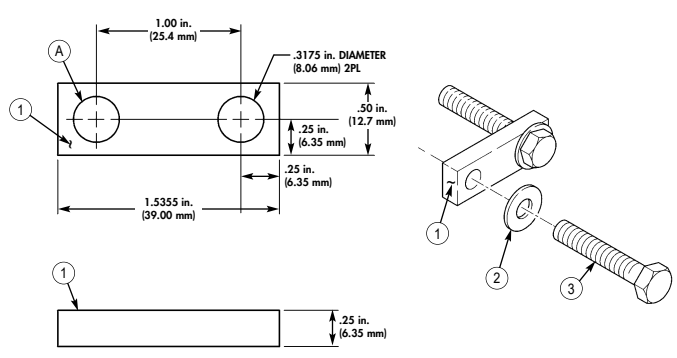 1.00 in.
(25.4 mm)
A
.3175 in. DIAMETER
(8.06 mm) 2PL
1
.50 in.
(12.7 mm)
.25 in.
(6.35 mm)
.25 in.
(6.35 mm)
1.5355 in.
(39.00 mm)
1
2
3
1
.25 in.
(6.35 mm)